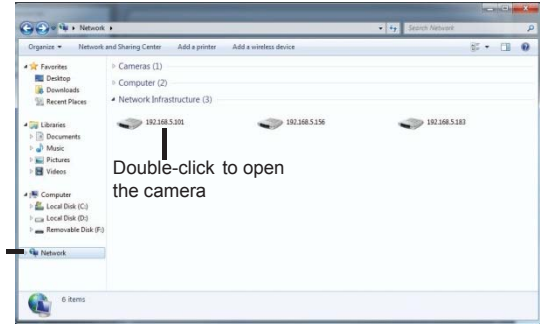 Network
Search Network
Organize
Network and Sharing Center
Add a printer
Add a wireless device
Favorites
Desktop
Downloads
Recent Places
Libraries
Documents
Music
Pictures
Videos
Computer
Local Disk (C:)
Local Disk (D:)
Removable Disk (F:)
Network
Cameras (1)
Computer (2)
Network Infrastructure (3)
192.168.5.101
192.168.5.156
192.168.5.183
Double-click to open
the camera
6 items